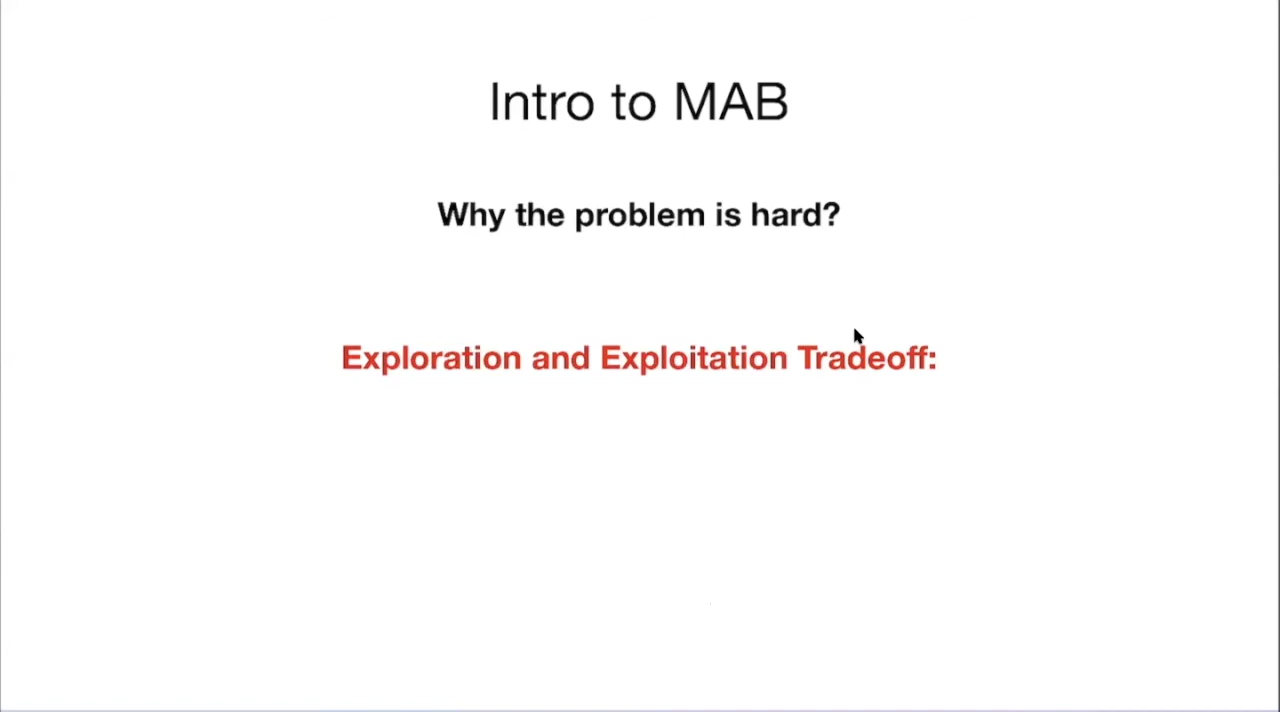 Intro to MAB
Why the problem is hard?
Exploration and Exploitation Tradeoff: